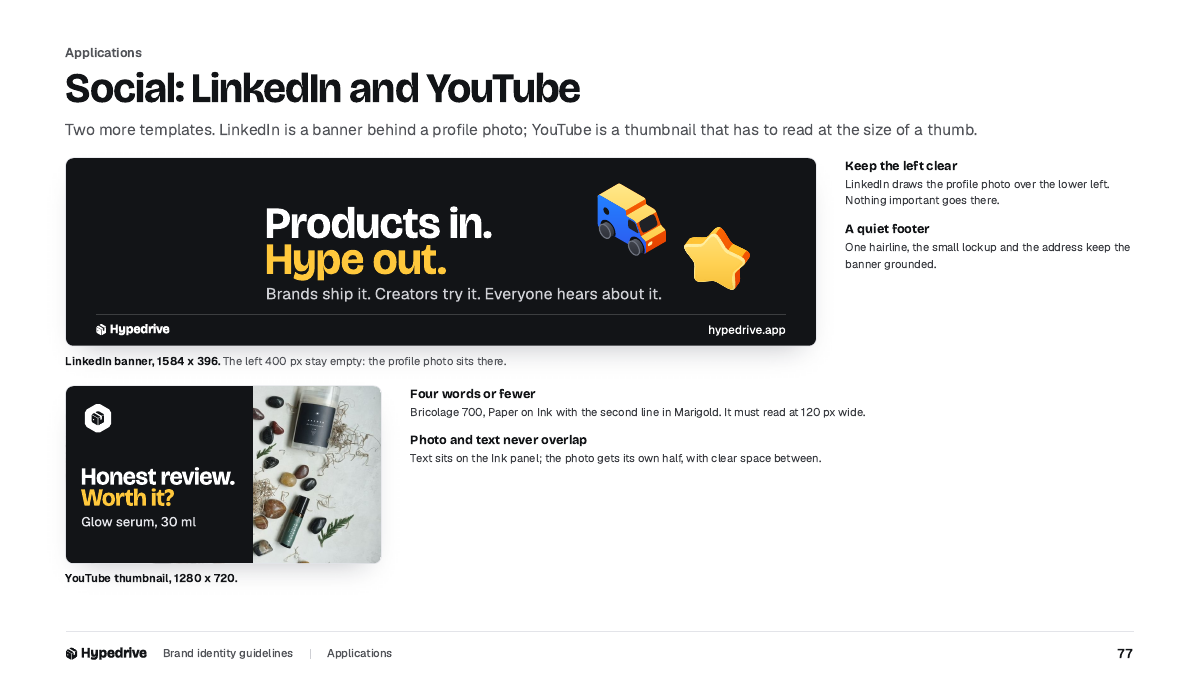 Applications
Social: LinkedIn and YouTube
Two more templates. LinkedIn is a banner behind a profile photo; YouTube is a thumbnail that has to read at the size of a thumb.
Products in.
Hype out.
Brands ship it. Creators try it. Everyone hears about it.
Hypedrive
hypedrive.app
LinkedIn banner, 1584 x 396. The left 400 px stay empty: the profile photo sits there.
Keep the left clear
LinkedIn draws the profile photo over the lower left.
Nothing important goes there.
A quiet footer
One hairline, the small lockup and the address keep the
banner grounded.
Honest review.
Worth it?
Glow serum, 30 ml
YouTube thumbnail, 1280 x 720.
Four words or fewer
Bricolage 700, Paper on Ink with the second line in Marigold. It must read at 120 px wide.
Photo and text never overlap
Text sits on the Ink panel; the photo gets its own half, with clear space between.
Hypedrive
Brand identity guidelines
Applications
77